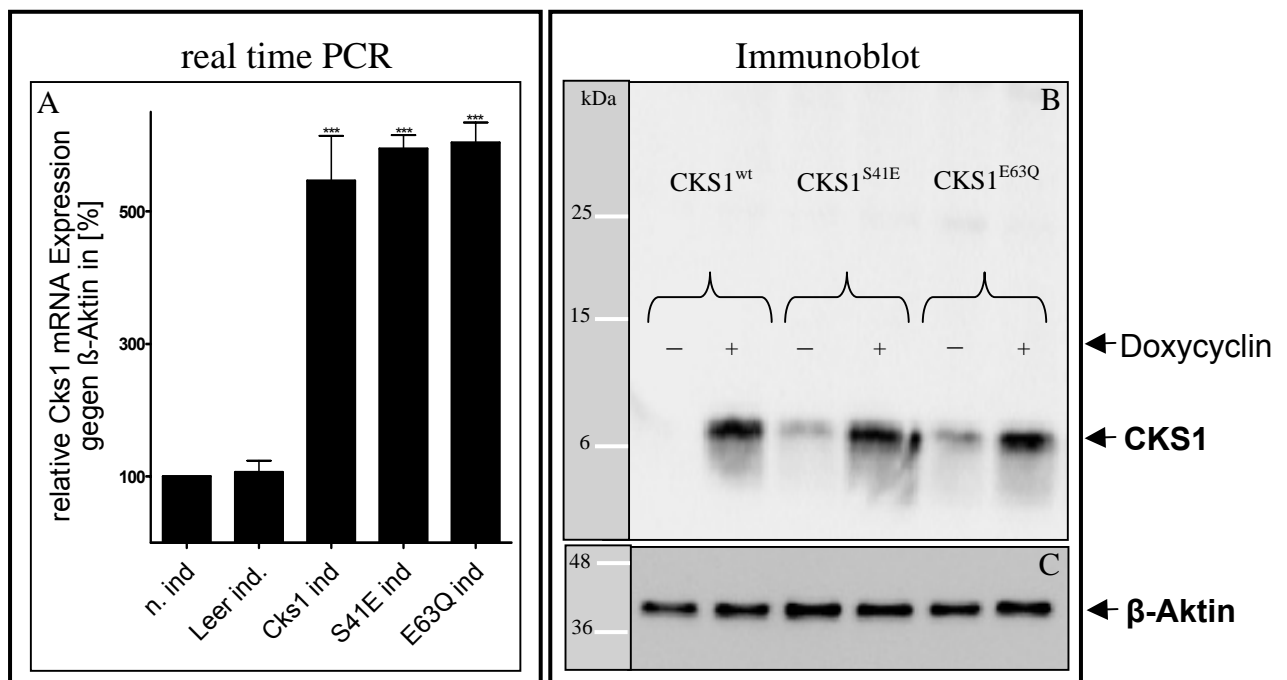 real time PCR
A
relative Cks1 mRNA Expression
gegen ß-Aktin in [%]
500
300
100
***
***
***
n. ind
Leer ind.
Cks1 ind
S41E ind
E63Q ind
Immunoblot
kDa
B
CKS1wt
CKS1S41E
CKS1E63Q
25
15
– + – + – +
Doxycyclin
6
CKS1
48
C
36
β-Aktin